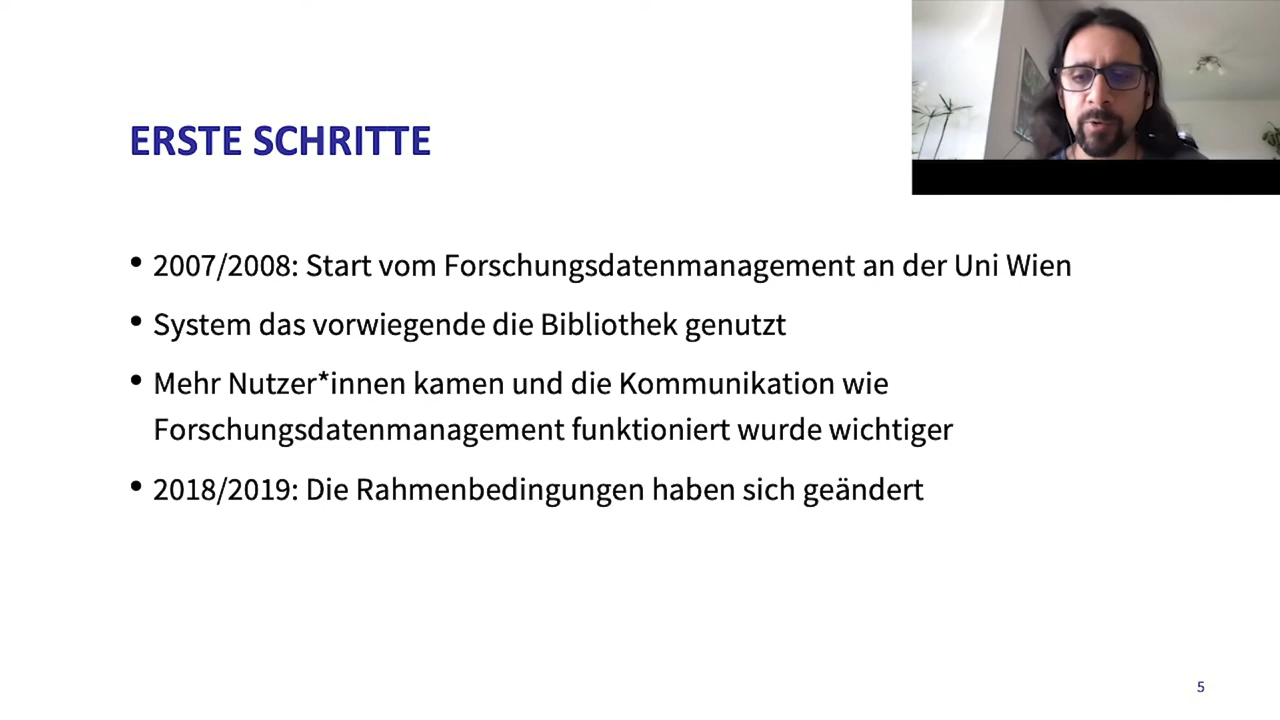 ERSTE SCHRITTE
• 2007/2008: Start vom Forschungsdatenmanagement an der Uni Wien
• System das vorwiegende die Bibliothek genutzt
• Mehr Nutzer*innen kamen und die Kommunikation wie
Forschungsdatenmanagement funktioniert wurde wichtiger
• 2018/2019: Die Rahmenbedingungen haben sich geändert
5